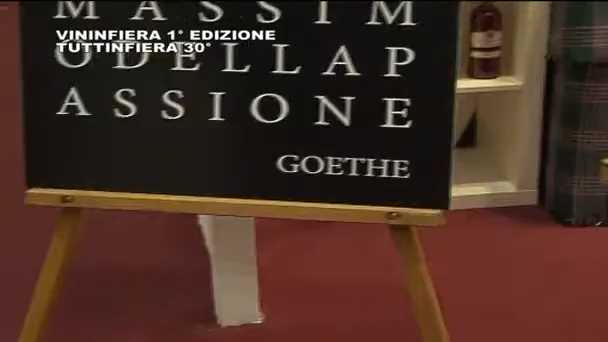 MASSIM
VININFIERA 1° EDIZIONE
TUTTINFIERA 30°
ODELLAP
ASSIONE
GOETHE